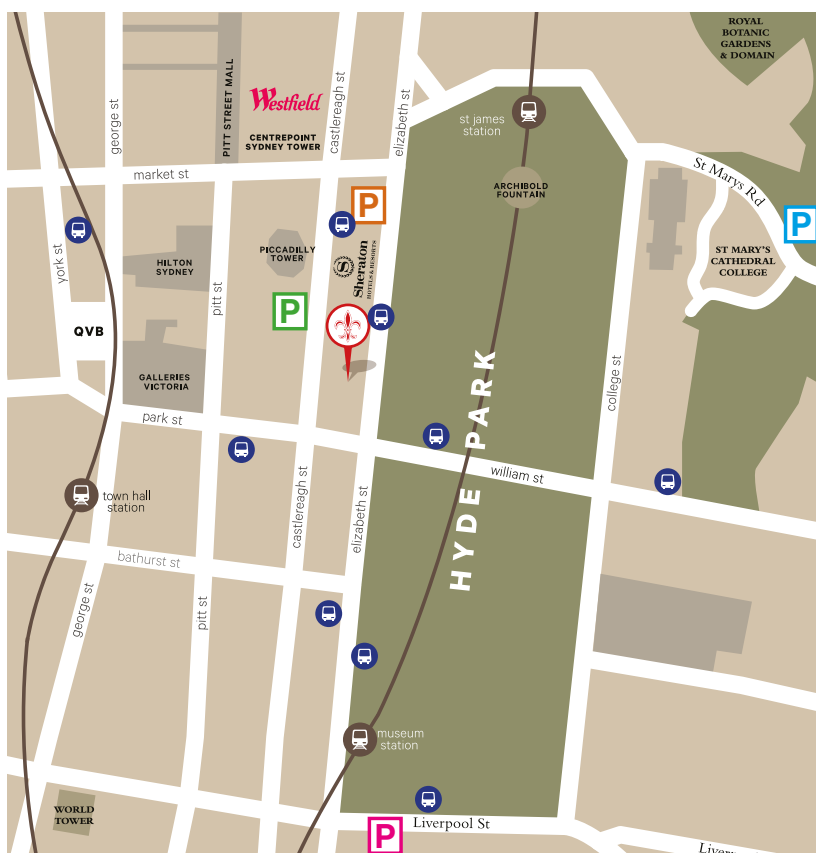 ROYAL
BOTANIC
GARDENS
& DOMAIN
george st
PITT STREET MALL
Westfield
castlereagh st
elizabeth st
st james
station
CENTREPOINT
SYDNEY TOWER
market st
St Marys Rd
ARCHIBOLD
FOUNTAIN
P
P
york st
HILTON
SYDNEY
PICCADILLY
TOWER
S
Sheraton
HOTELS & RESORTS
ST MARY'S
CATHEDRAL
COLLEGE
pitt st
P
QVB
GALLERIES
VICTORIA
HYDE PARK
college st
park st
william st
town hall
station
castlereagh st
elizabeth st
bathurst st
george st
pitt st
museum
station
WORLD
TOWER
P
Liverpool St